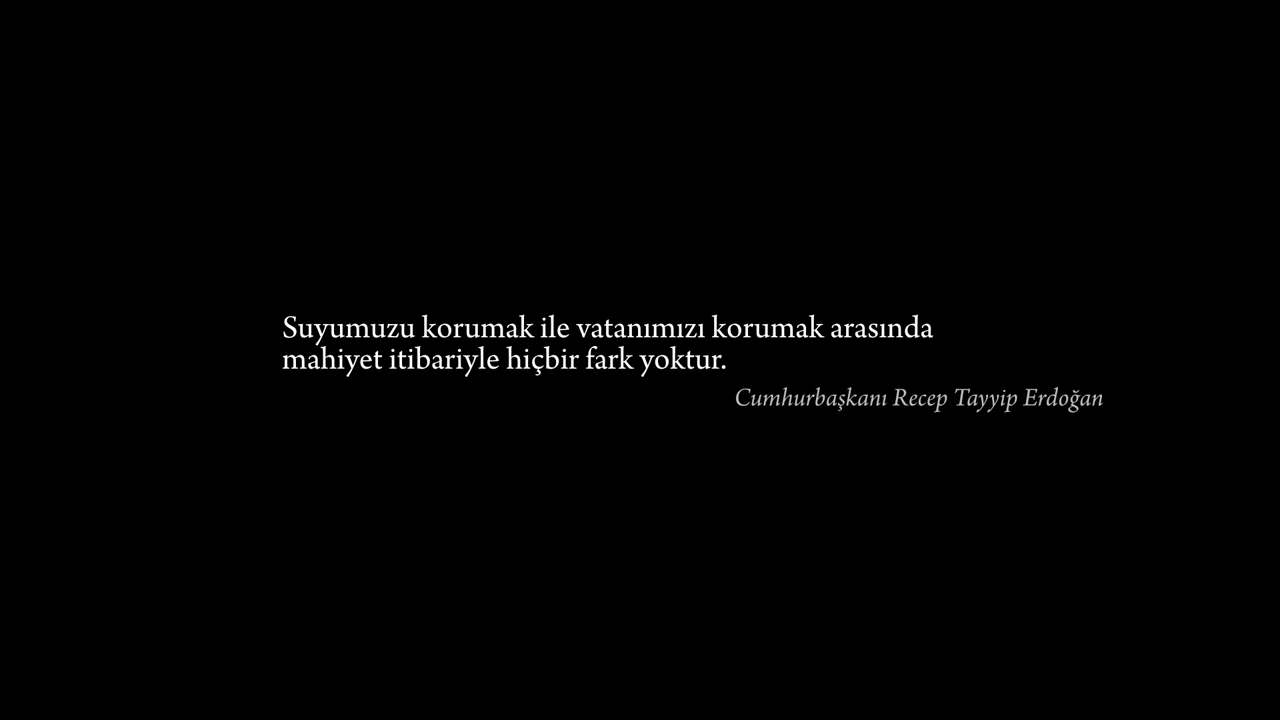 Suyumuzu korumak ile vatanımızı korumak arasında
mahiyet itibariyle hiçbir fark yoktur.
Cumhurbaşkanı Recep Tayyip Erdoğan